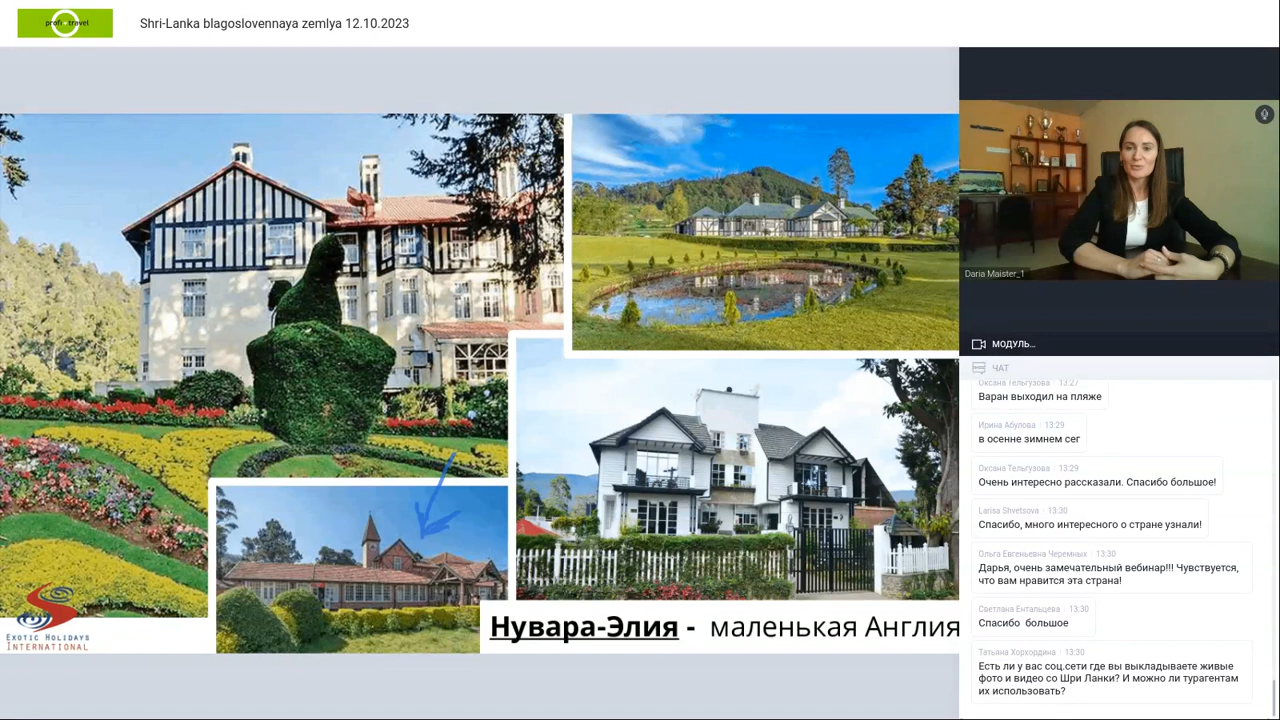 profi travel
Shri-Lanka blagoslovennaya zemlya 12.10.2023
EXOTIC HOLIDAYS
INTERNATIONAL
Нувара-Элия - маленькая Англия
Daria Maister_1
МОДУЛЬ...
ЧАТ
Оксана Тельгузова 13:27
Варан выходил на пляже
Ирина Абулова 13:29
в осенне зимнем сег
Оксана Тельгузова 13:29
Очень интересно рассказали. Спасибо большое!
Larisa Shvetsova 13:30
Спасибо, много интересного о стране узнали!
Ольга Евгеньевна Черемных 13:30
Дарья, очень замечательный вебинар!!! Чувствуется,
что вам нравится эта страна!
Светлана Ентальцева 13:30
Спасибо большое
Татьяна Хорхордина 13:30
Есть ли у вас соц.сети где вы выкладываете живые
фото и видео со Шри Ланки? И можно ли турагентам
их использовать?